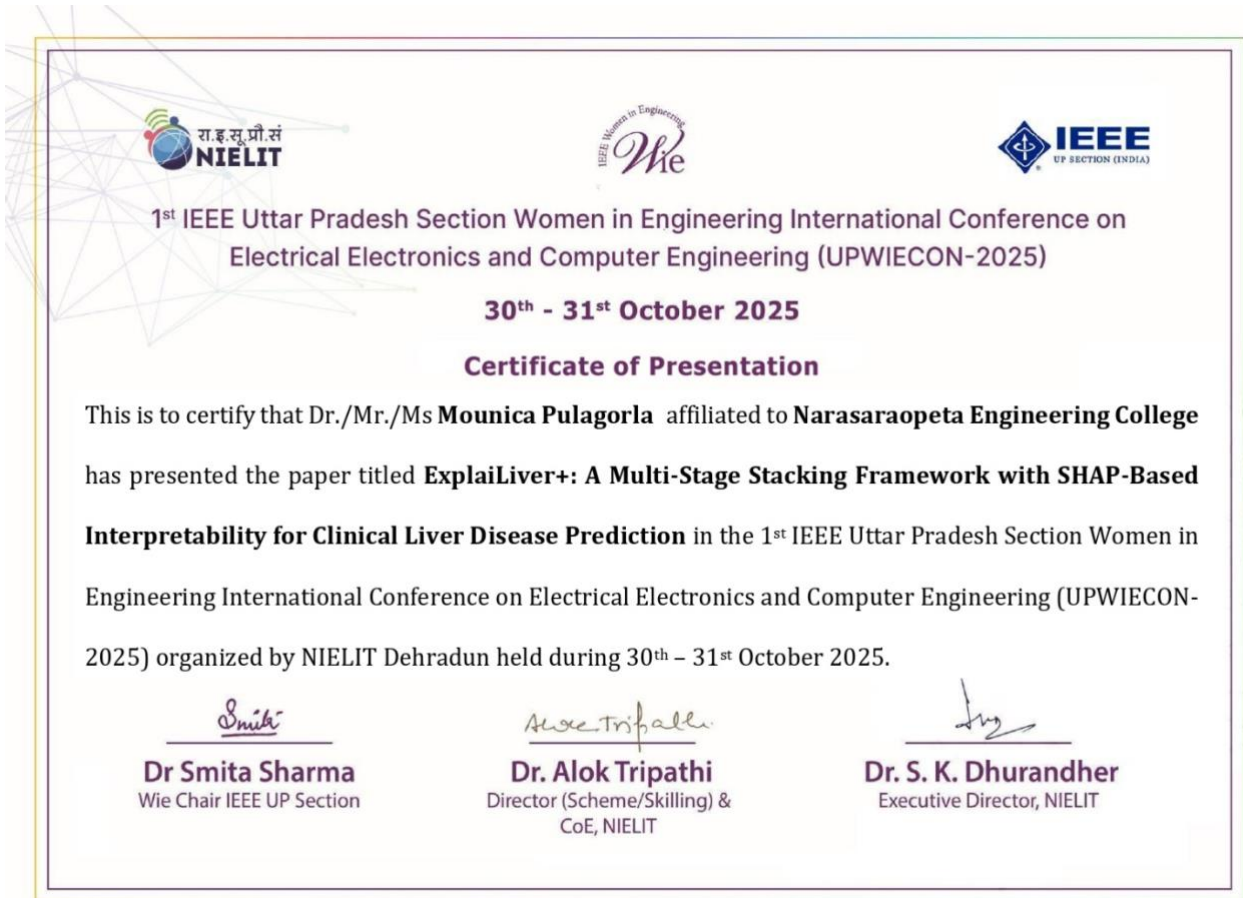 रा.इ.सू.प्रौ.सं
NIELIT
IEEE Women in Engineering
Wie
IEEE
UP SECTION (INDIA)
1st IEEE Uttar Pradesh Section Women in Engineering International Conference on
Electrical Electronics and Computer Engineering (UPWIECON-2025)
30th - 31st October 2025
Certificate of Presentation
This is to certify that Dr./Mr./Ms Mounica Pulagorla affiliated to Narasaraopeta Engineering College
has presented the paper titled ExplaiLiver+: A Multi-Stage Stacking Framework with SHAP-Based
Interpretability for Clinical Liver Disease Prediction in the 1st IEEE Uttar Pradesh Section Women in
Engineering International Conference on Electrical Electronics and Computer Engineering (UPWIECON-
2025) organized by NIELIT Dehradun held during 30th – 31st October 2025.
Dr Smita Sharma
Wie Chair IEEE UP Section
Dr. Alok Tripathi
Director (Scheme/Skilling) &
CoE, NIELIT
Dr. S. K. Dhurandher
Executive Director, NIELIT